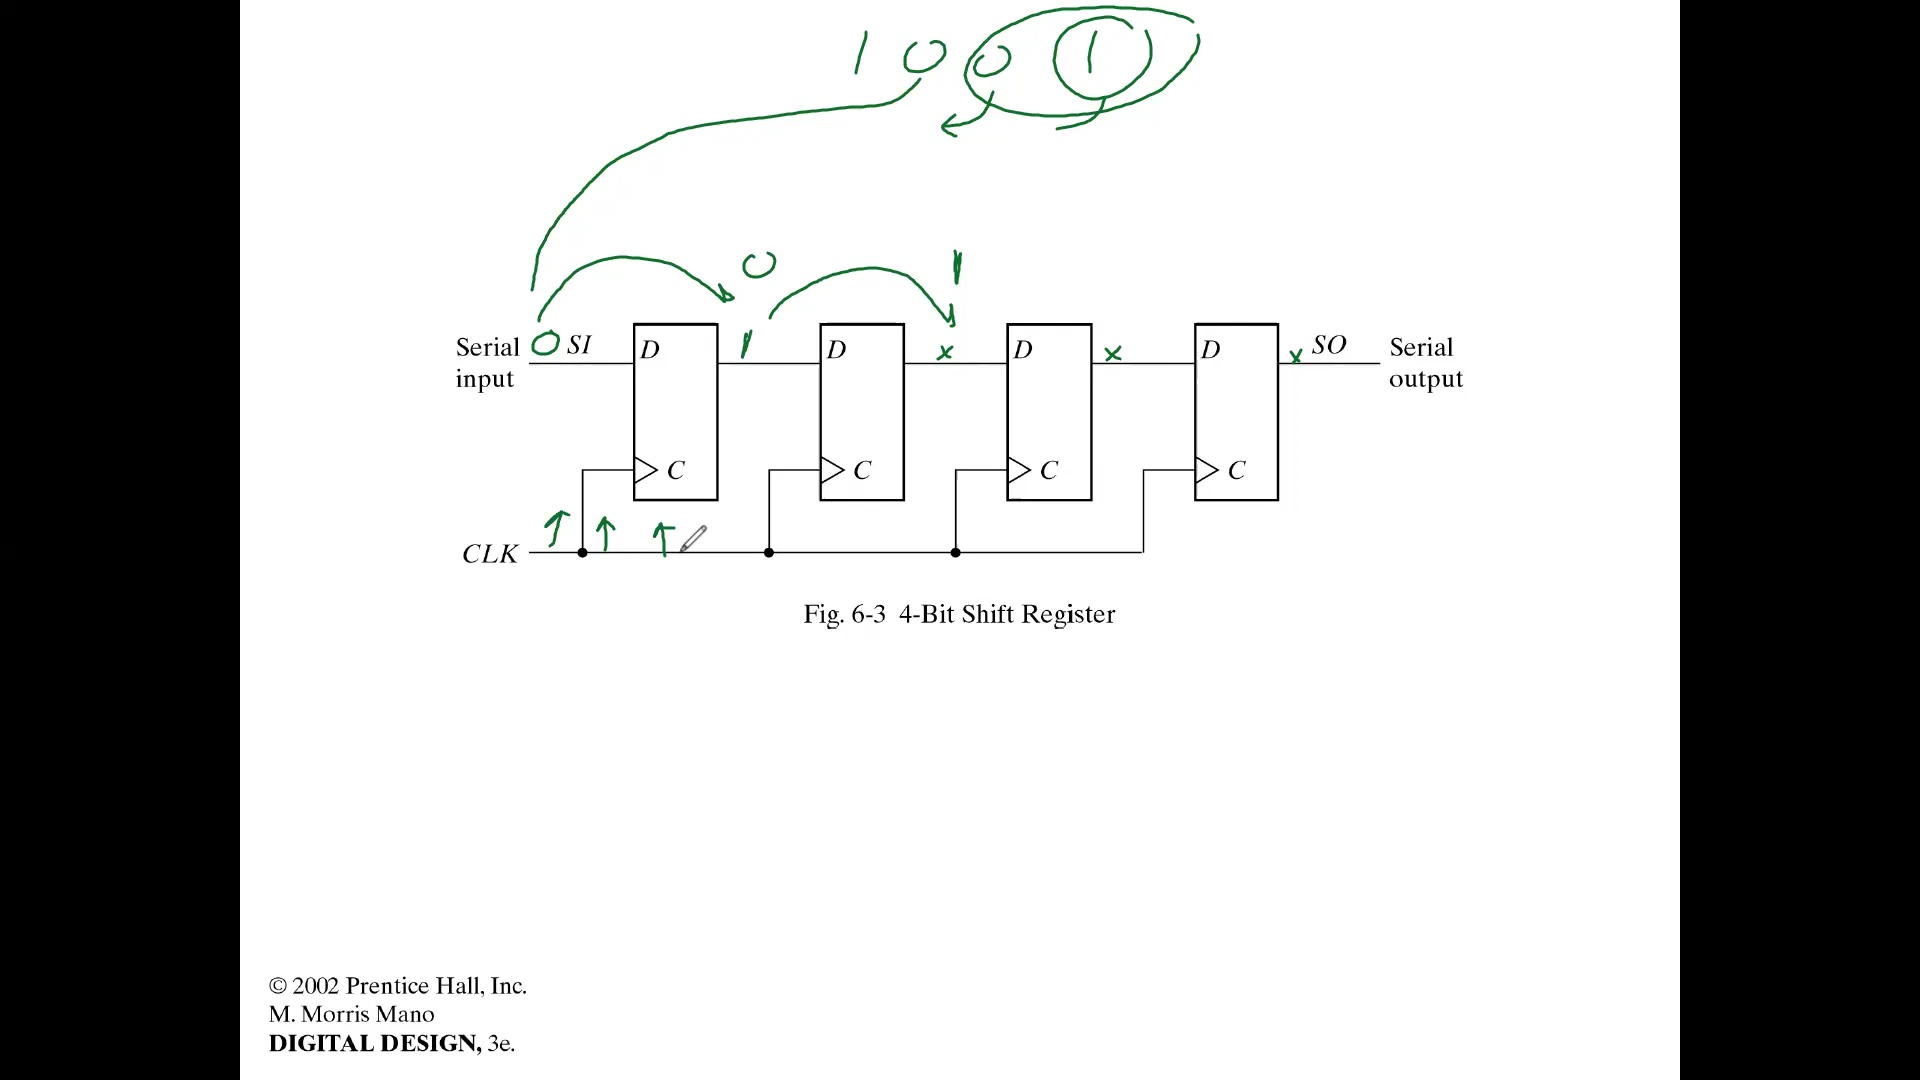 1 0 0 1
0 1
Serial input 0 SI D 1 D x D x D x SO Serial output
C C C C
CLK
Fig. 6-3 4-Bit Shift Register
© 2002 Prentice Hall, Inc.
M. Morris Mano
DIGITAL DESIGN, 3e.